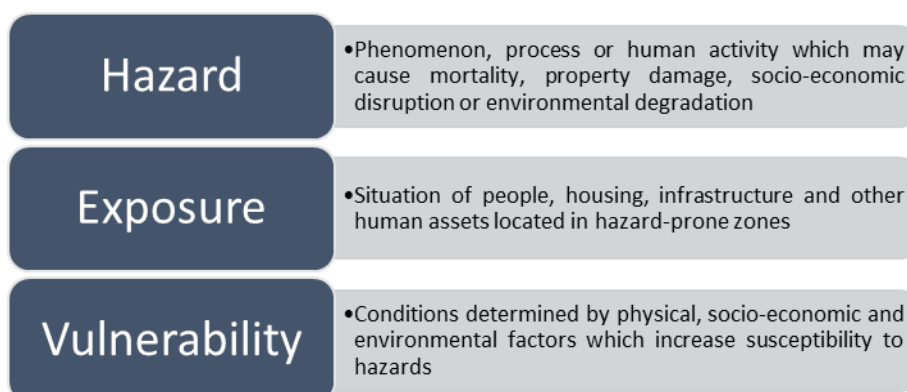 Hazard
•Phenomenon, process or human activity which may
cause mortality, property damage, socio-economic
disruption or environmental degradation
Exposure
•Situation of people, housing, infrastructure and other
human assets located in hazard-prone zones
Vulnerability
•Conditions determined by physical, socio-economic and
environmental factors which increase susceptibility to
hazards